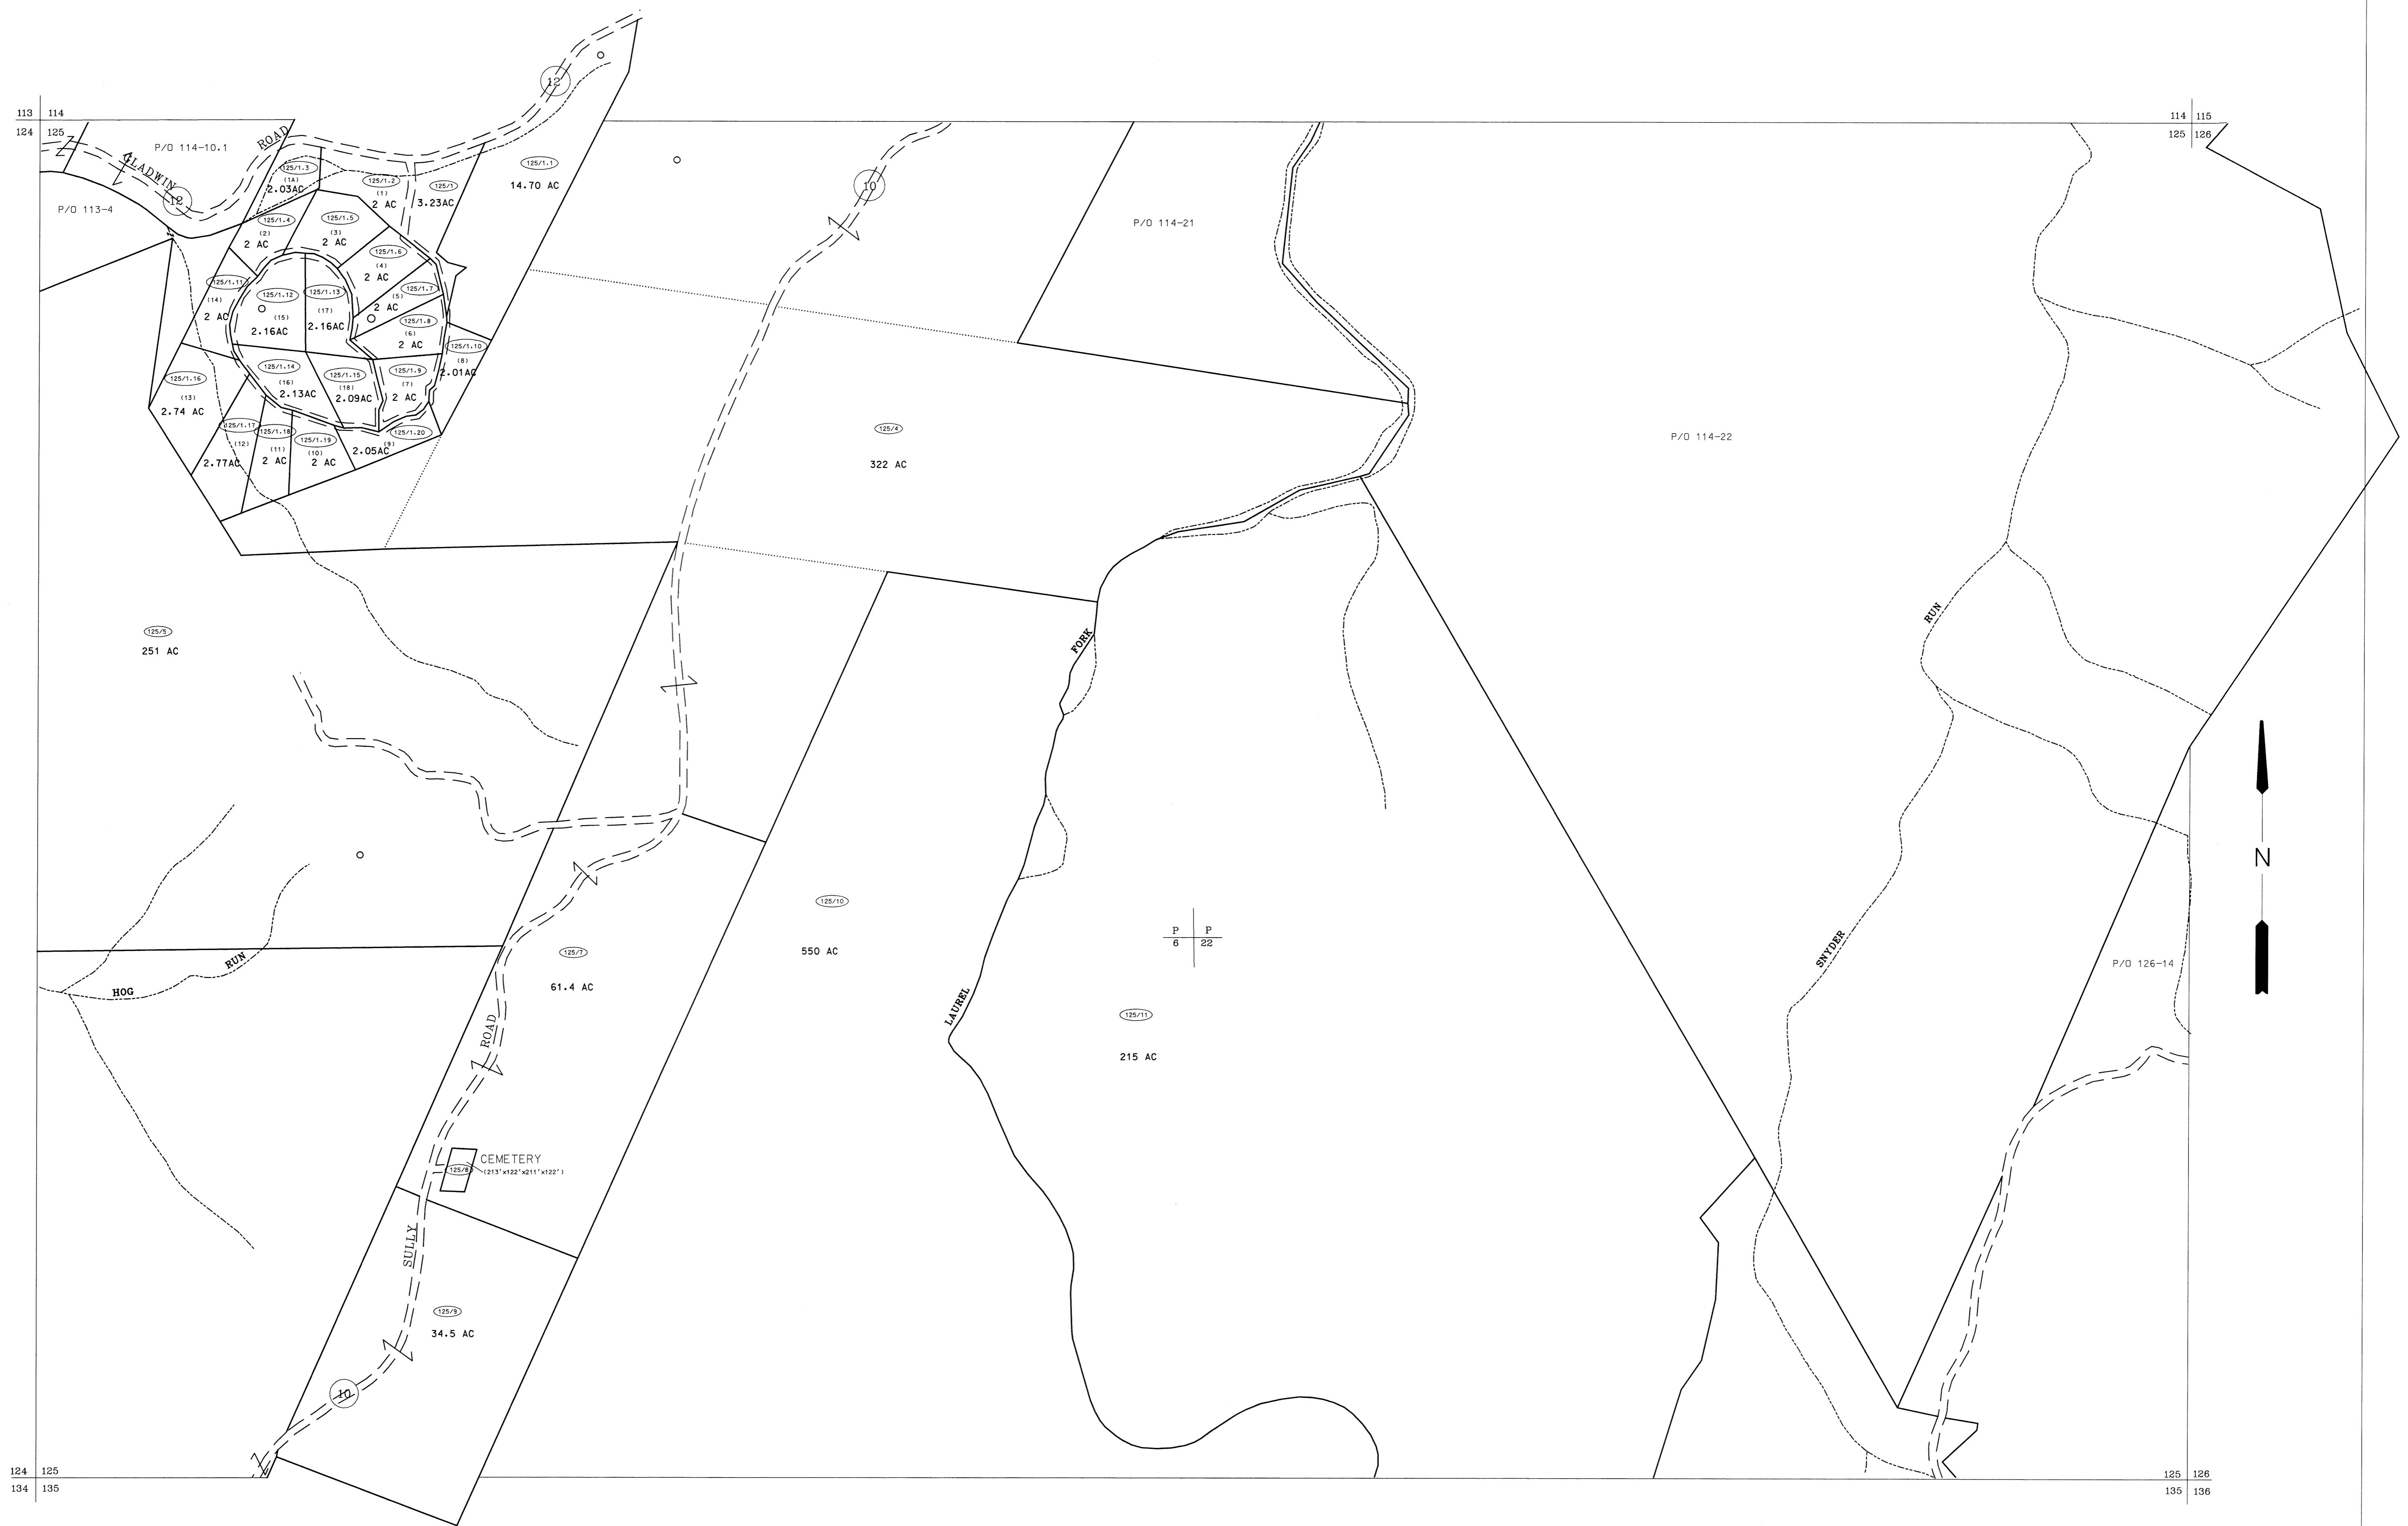 113 114
124 125
114 115
125 126
P/O 114-10.1
GLADWIN
ROAD
12
12
P/O 113-4
125/1.3
(1A)
2.03AC
125/1.2
(1)
2 AC
125/1
3.23AC
125/1.1
14.70 AC
10
P/O 114-21
125/1.4
(2)
2 AC
125/1.5
(3)
2 AC
125/1.6
(4)
2 AC
125/1.7
(5)
2 AC
125/1.11
(14)
2 AC
125/1.12
(15)
2.16AC
125/1.13
(17)
2.16AC
125/1.8
(6)
2 AC
125/1.10
(8)
2.01AC
125/1.16
(13)
2.74 AC
125/1.14
(16)
2.13AC
125/1.15
(18)
2.09AC
125/1.9
(7)
2 AC
125/1.17
(12)
2.77AC
125/1.18
(11)
2 AC
125/1.19
(10)
2 AC
125/1.20
(9)
2.05AC
125/4
322 AC
P/O 114-22
125/5
251 AC
FORK
RUN
N
125/10
550 AC
P P
6 22
125/7
61.4 AC
RUN
HOG
SNYDER
P/O 126-14
LAUREL
125/11
215 AC
ROAD
CEMETERY
125/8
(213'x122'x211'x122')
SULLY
125/9
34.5 AC
10
124 125
134 135
125 126
135 136